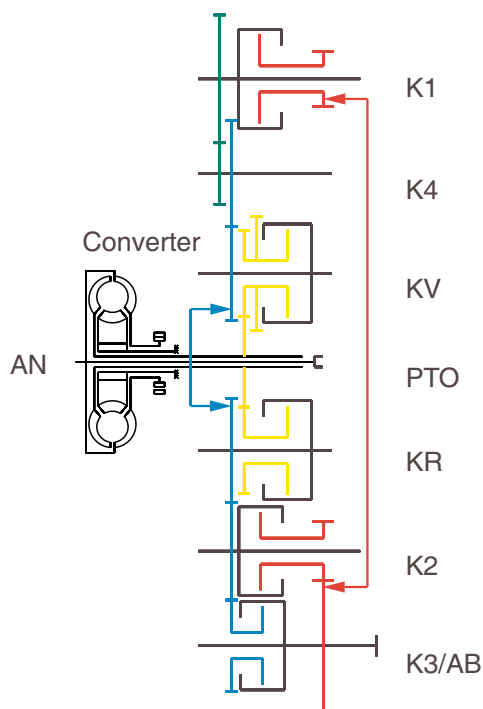 K1
K4
Converter
KV
AN
PTO
KR
K2
K3/AB